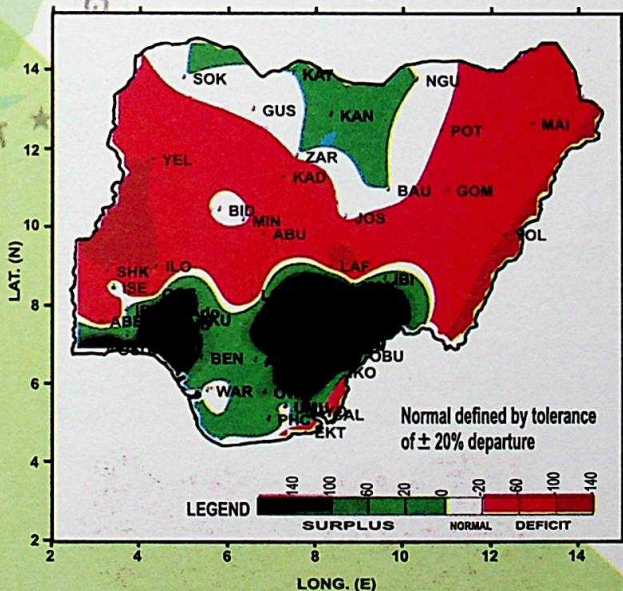 14
12
10
8
6
4
2
LAT. (N)
SOK
KAT
NGU
GUS
KAN
POT
MAI
ZAR
YEL
KAD
BAU
GOM
BID
MIN
JOS
ABU
YOL
SHK
ILO
LAF
IBI
ISE
ABE
BEN
OBU
WAR
PHC
CAL
EKT
Normal defined by tolerance
of ± 20% departure
LEGEND
140
100
60
20
0
-20
-60
-100
-140
SURPLUS
NORMAL
DEFICIT
2
4
6
8
10
12
14
LONG. (E)